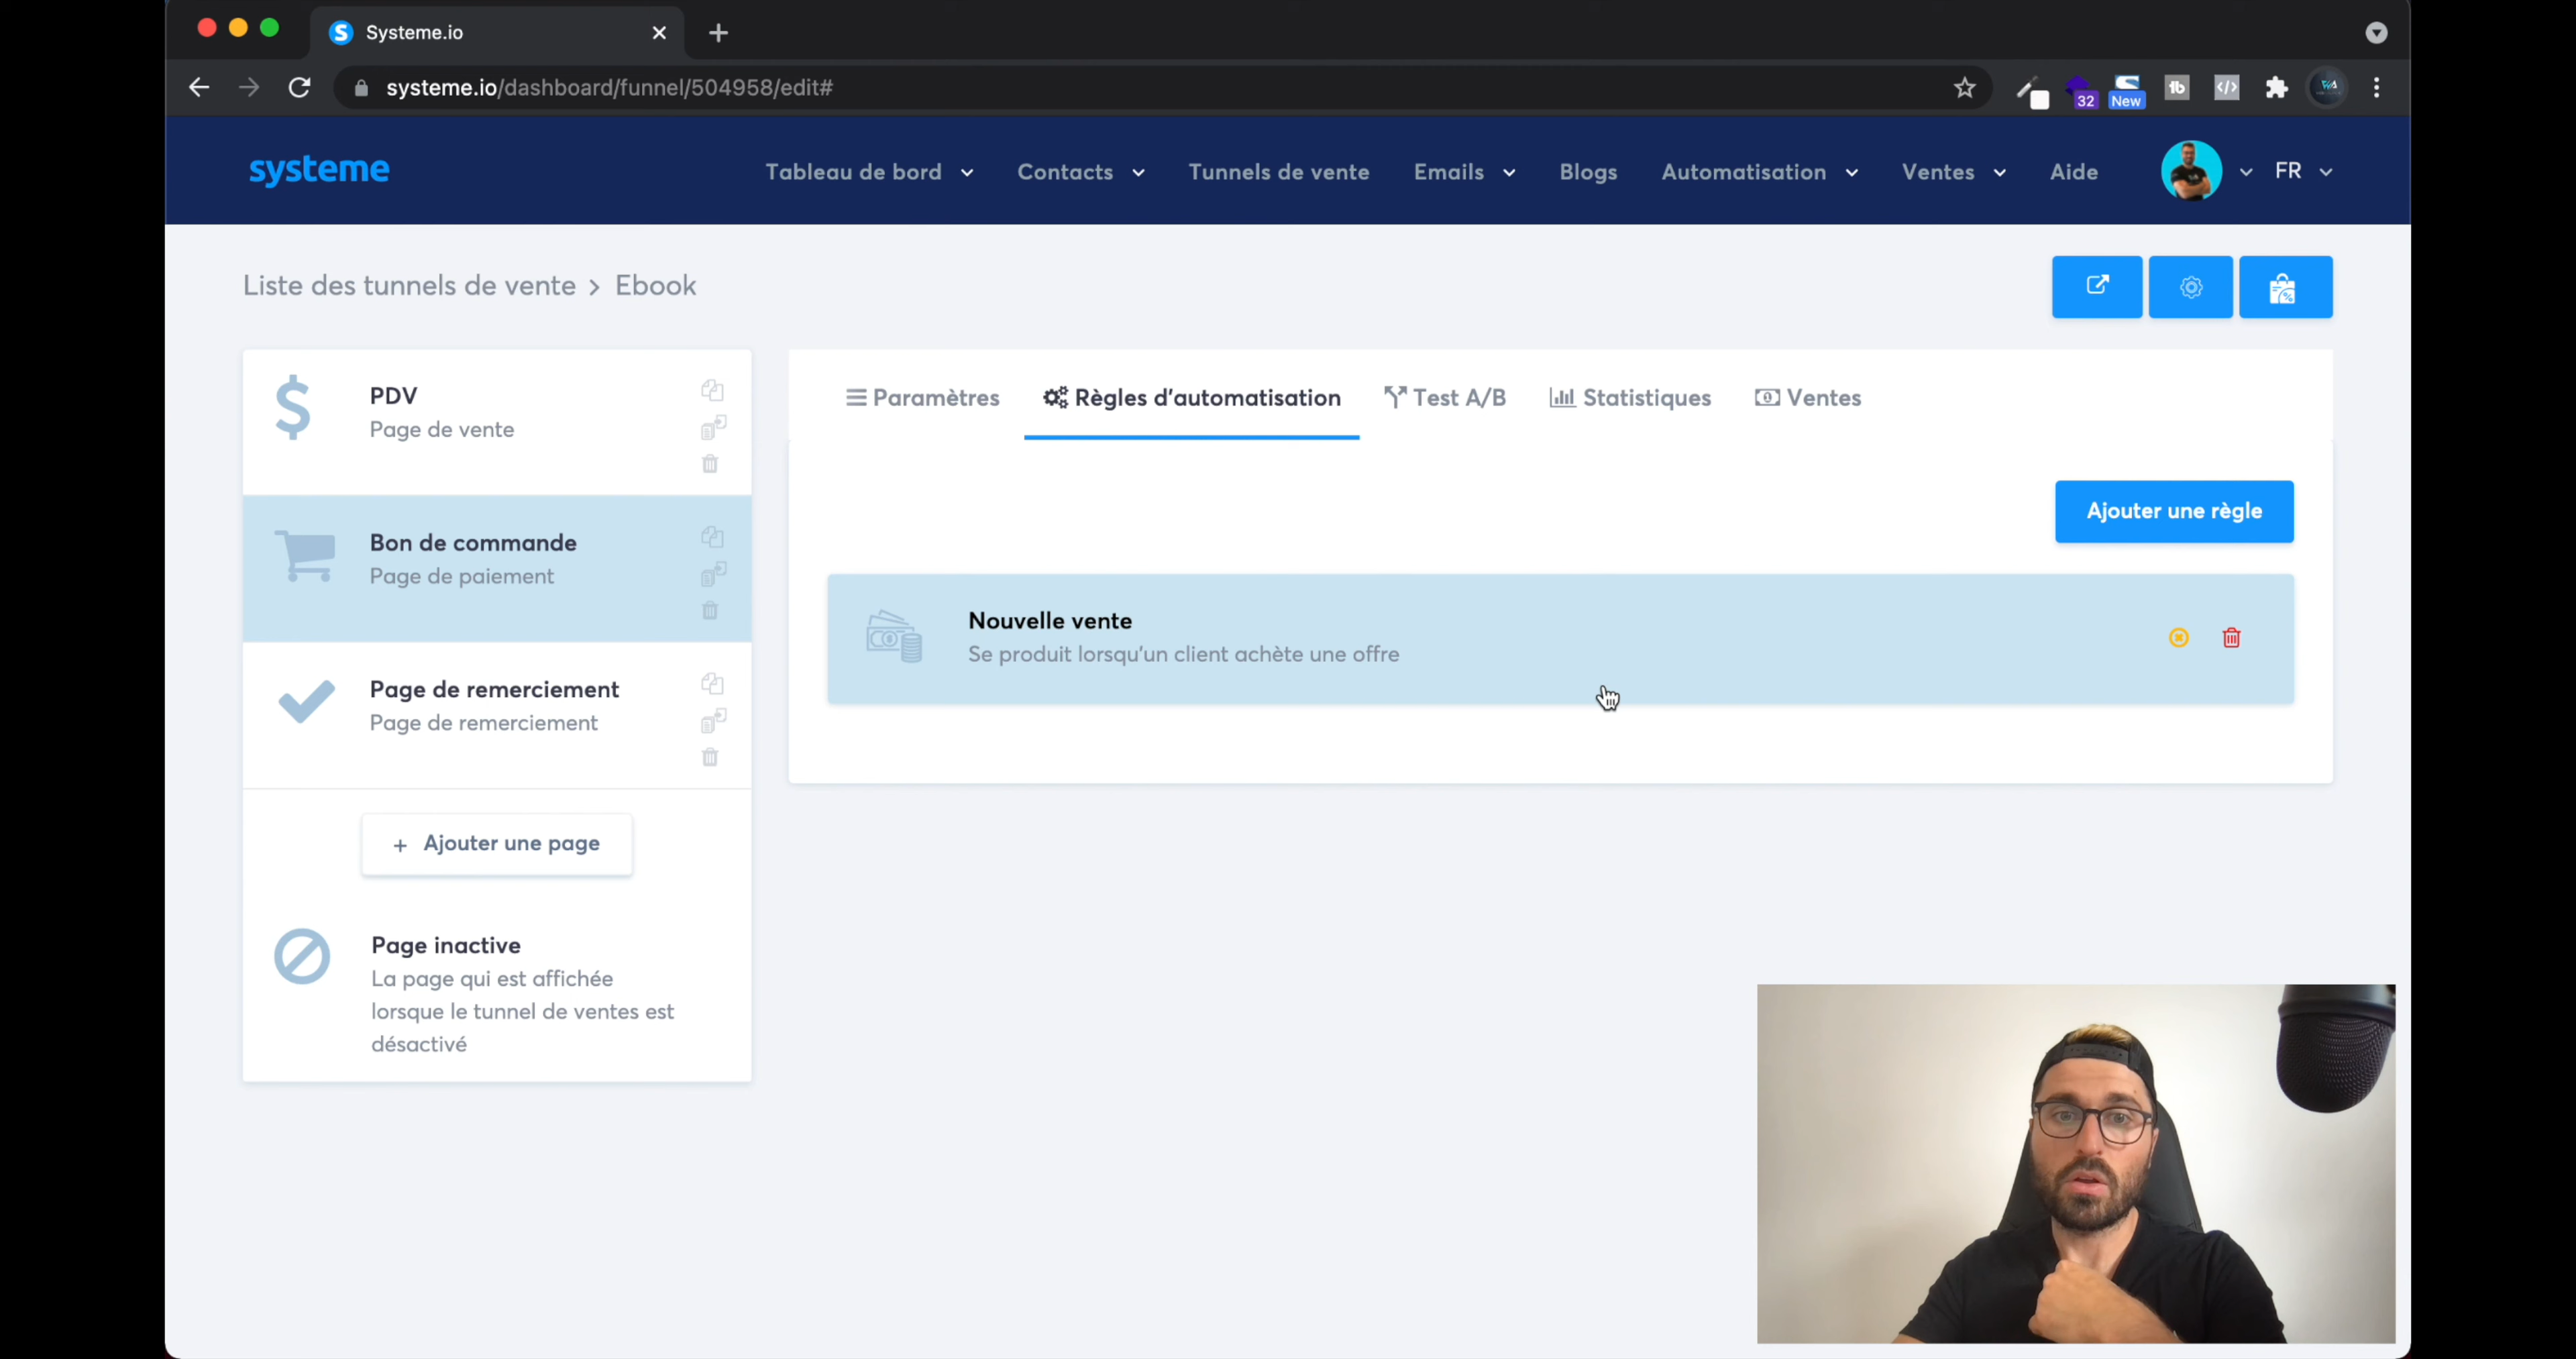 Systeme.io
systeme.io/dashboard/funnel/504958/edit#
32
New
systeme
Tableau de bord
Contacts
Tunnels de vente
Emails
Blogs
Automatisation
Ventes
Aide
FR
Liste des tunnels de vente > Ebook
PDV
Page de vente
Bon de commande
Page de paiement
Page de remerciement
Page de remerciement
+ Ajouter une page
Page inactive
La page qui est affichée
lorsque le tunnel de ventes est
désactivé
Paramètres
Règles d'automatisation
Test A/B
Statistiques
Ventes
Ajouter une règle
Nouvelle vente
Se produit lorsqu'un client achète une offre